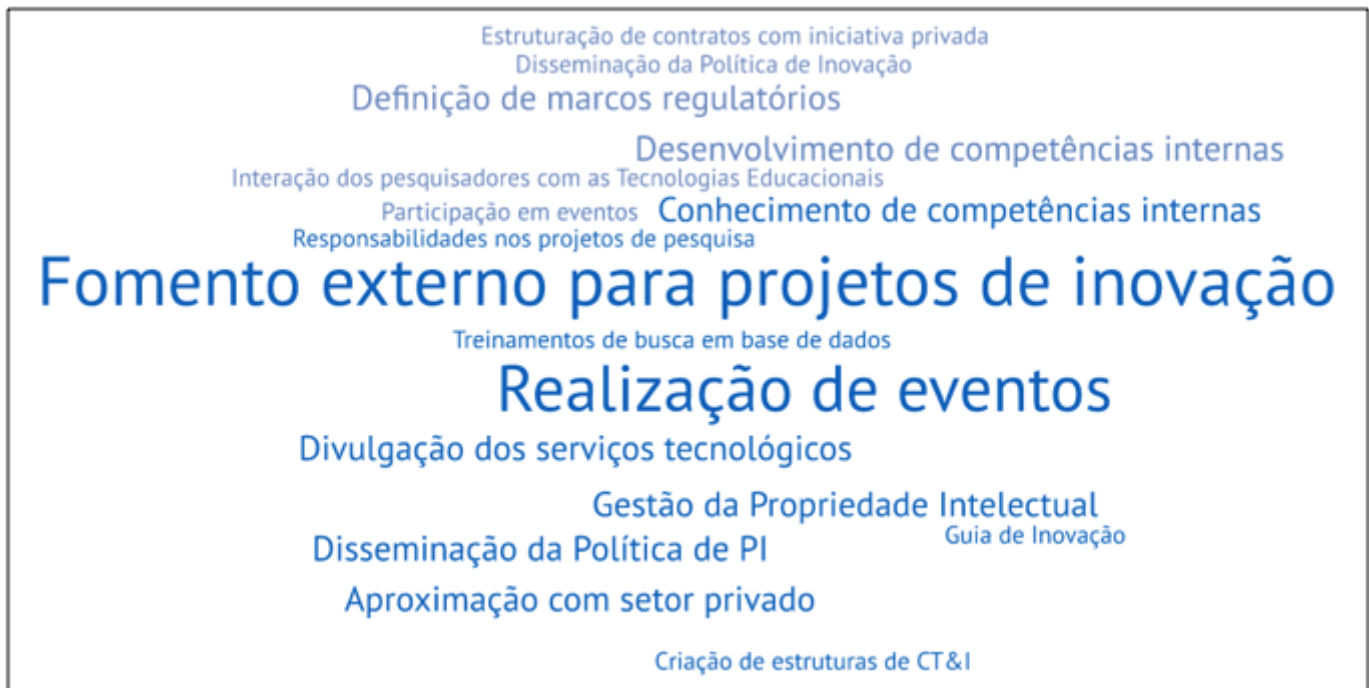 Estruturação de contratos com iniciativa privada
Disseminação da Política de Inovação
Definição de marcos regulatórios
Desenvolvimento de competências internas
Interação dos pesquisadores com as Tecnologias Educacionais
Participação em eventos Conhecimento de competências internas
Responsabilidades nos projetos de pesquisa
Fomento externo para projetos de inovação
Treinamentos de busca em base de dados
Realização de eventos
Divulgação dos serviços tecnológicos
Gestão da Propriedade Intelectual
Guia de Inovação
Disseminação da Política de PI
Aproximação com setor privado
Criação de estruturas de CT&I